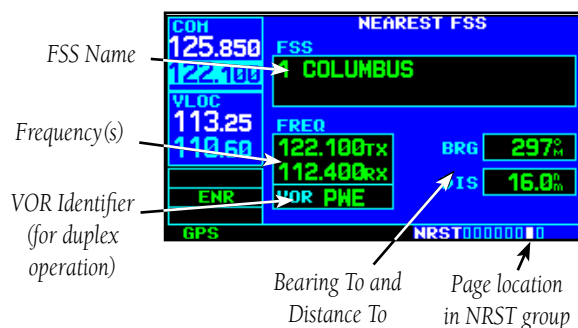 COM
125.850
122.100
VLOC
113.25
110.60
ENR
GPS
NEAREST FSS
FSS
1 COLUMBUS
FREQ
122.100TX
112.400RX
VOR PWE
BRG 297°M
DIS 16.0nm
NRST
FSS Name
Frequency(s)
VOR Identifier
(for duplex
operation)
Bearing To and
Distance To
Page location
in NRST group